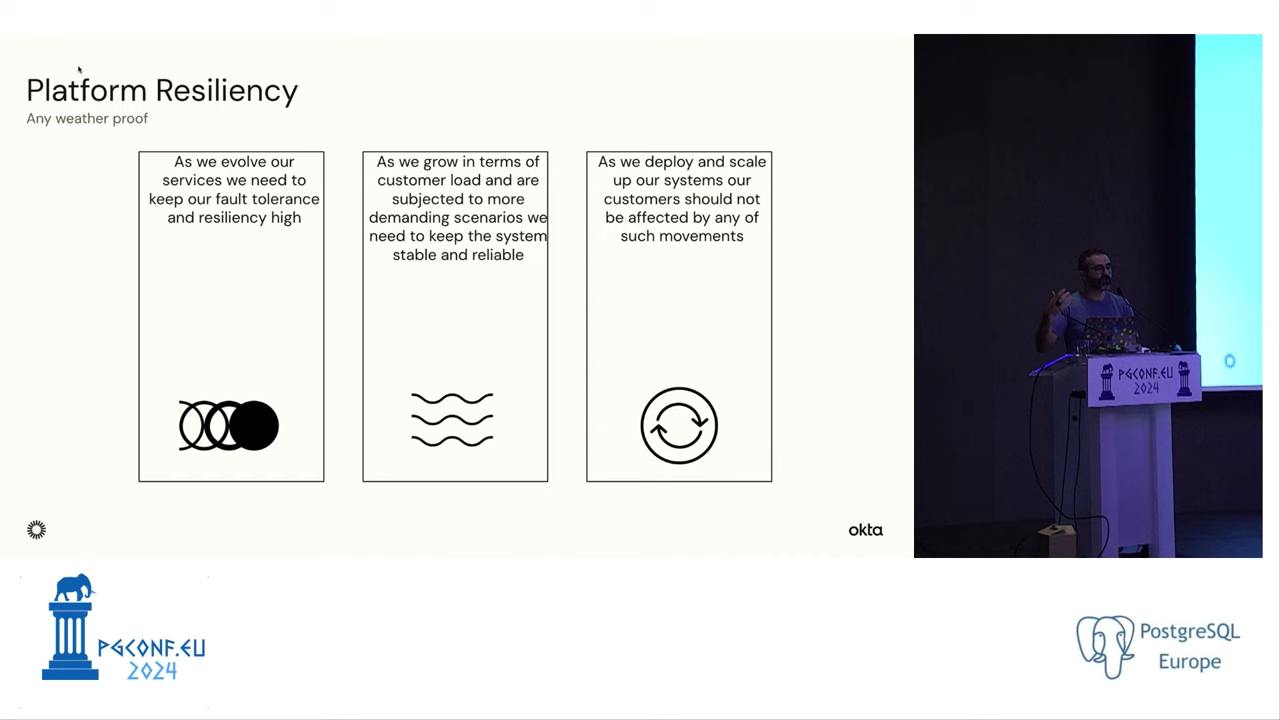 Platform Resiliency
Any weather proof
As we evolve our
services we need to
keep our fault tolerance
and resiliency high
As we grow in terms of
customer load and are
subjected to more
demanding scenarios we
need to keep the system
stable and reliable
As we deploy and scale
up our systems our
customers should not
be affected by any of
such movements
okta
PGCONF.EU
2024
PGCONF.EU
2024
PostgreSQL
Europe